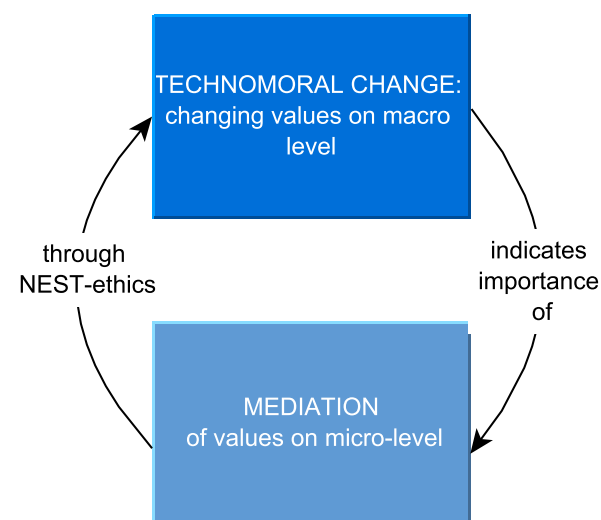 TECHNOMORAL CHANGE:
changing values on macro
level
through
NEST-ethics
indicates
importance
of
MEDIATION
of values on micro-level